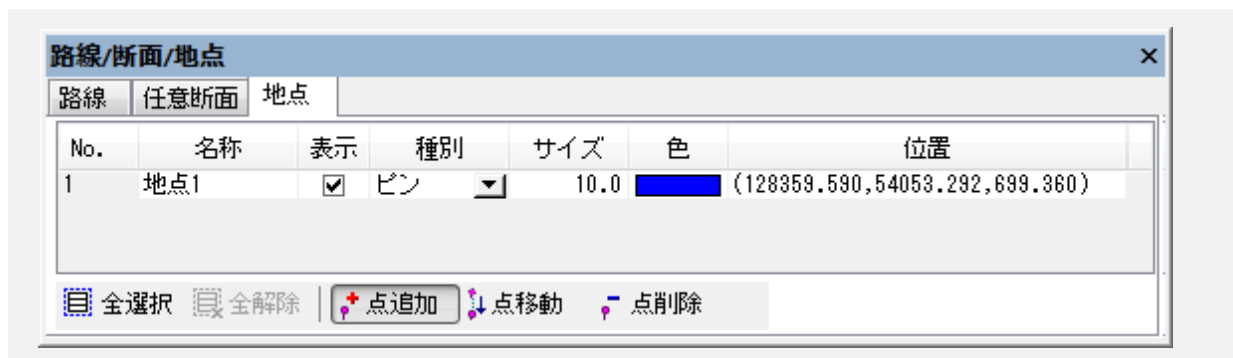 路線/断面/地点
路線 任意断面 地点
No. 名称 表示 種別 サイズ 色 位置
1 地点1 ピン 10.0 (128359.590,54053.292,699.360)
全選択 全解除 点追加 点移動 点削除